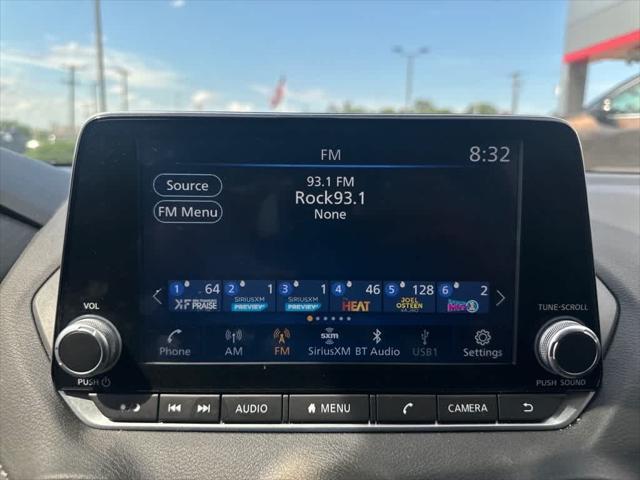 FM
8:32
Source
93.1 FM
Rock93.1
FM Menu
None
1 64 2 1 3 1 4 46 5 128 6 2
PRAISE
SIRIUSXM
PREVIEW
SIRIUSXM
PREVIEW
HEAT
JOEL
OSTEEN
VOL
TUNE·SCROLL
Phone
AM
FM
sxm
SiriusXM
BT Audio
USB1
Settings
PUSH
PUSH SOUND
AUDIO
MENU
CAMERA